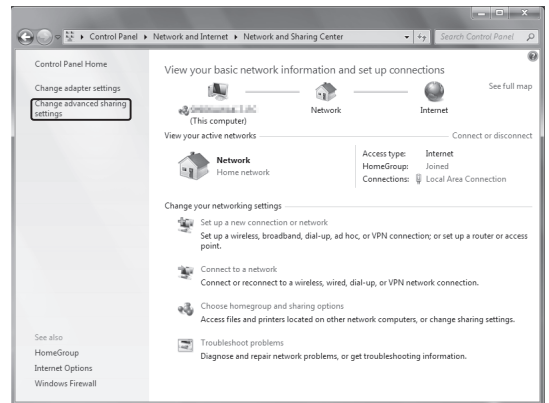 Control Panel ▸ Network and Internet ▸ Network and Sharing Center
Search Control Panel
Control Panel Home
Change adapter settings
Change advanced sharing
settings
See also
HomeGroup
Internet Options
Windows Firewall
View your basic network information and set up connections
See full map
(This computer)
Network
Internet
View your active networks
Connect or disconnect
Network
Home network
Access type: Internet
HomeGroup: Joined
Connections: Local Area Connection
Change your networking settings
Set up a new connection or network
Set up a wireless, broadband, dial-up, ad hoc, or VPN connection; or set up a router or access
point.
Connect to a network
Connect or reconnect to a wireless, wired, dial-up, or VPN network connection.
Choose homegroup and sharing options
Access files and printers located on other network computers, or change sharing settings.
Troubleshoot problems
Diagnose and repair network problems, or get troubleshooting information.